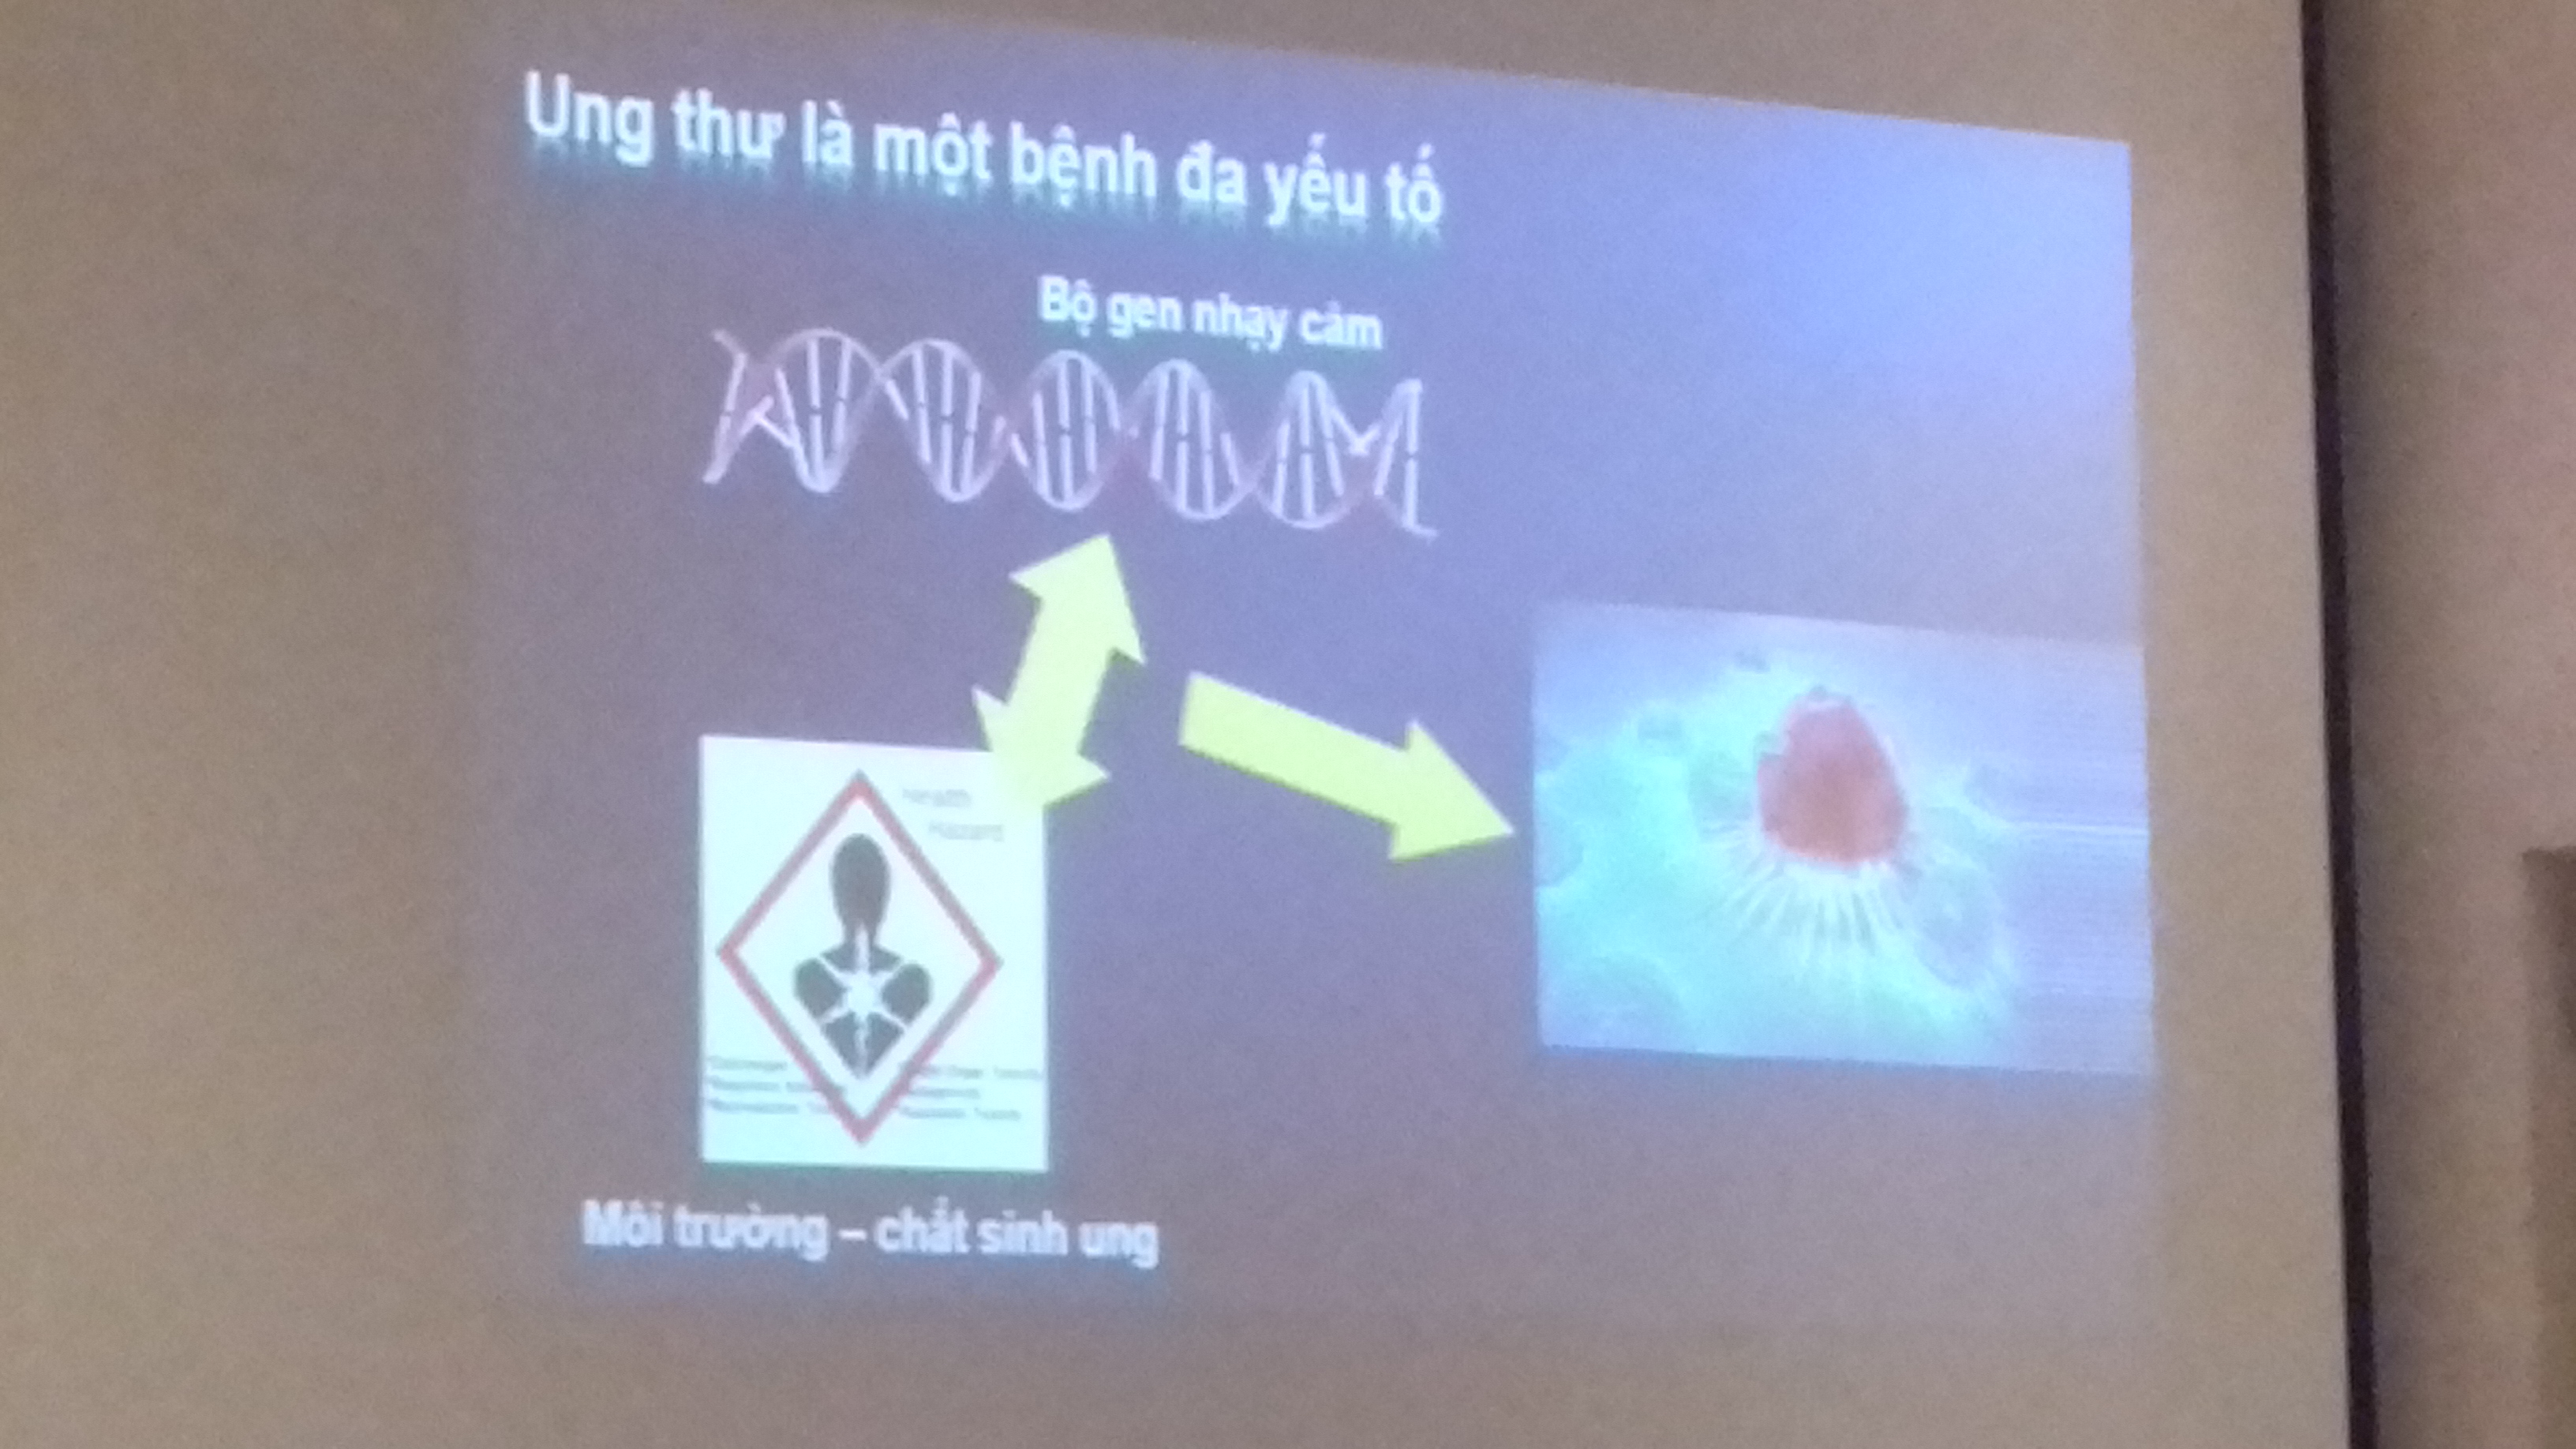 Ung thư là một bệnh đa yếu tố
Bộ gen nhạy cảm
Health
Hazard
Môi trường – chất sinh ung